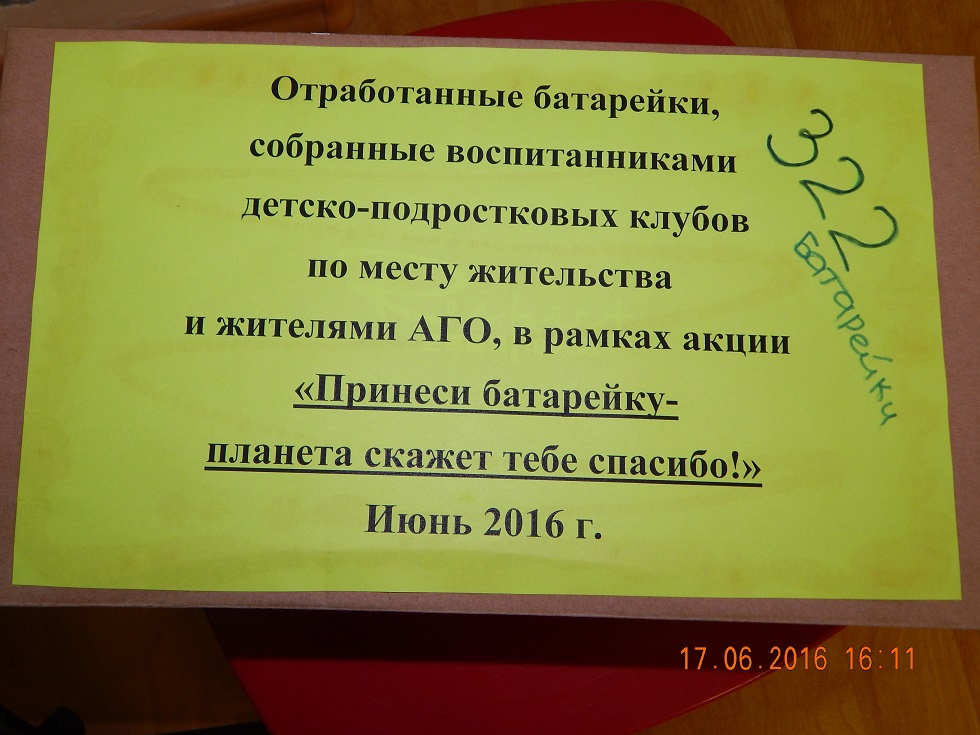 Отработанные батарейки,
собранные воспитанниками
детско-подростковых клубов
по месту жительства
и жителями АГО, в рамках акции
«Принеси батарейку-
планета скажет тебе спасибо!»
Июнь 2016 г.
322
батарейки
17.06.2016 16:11